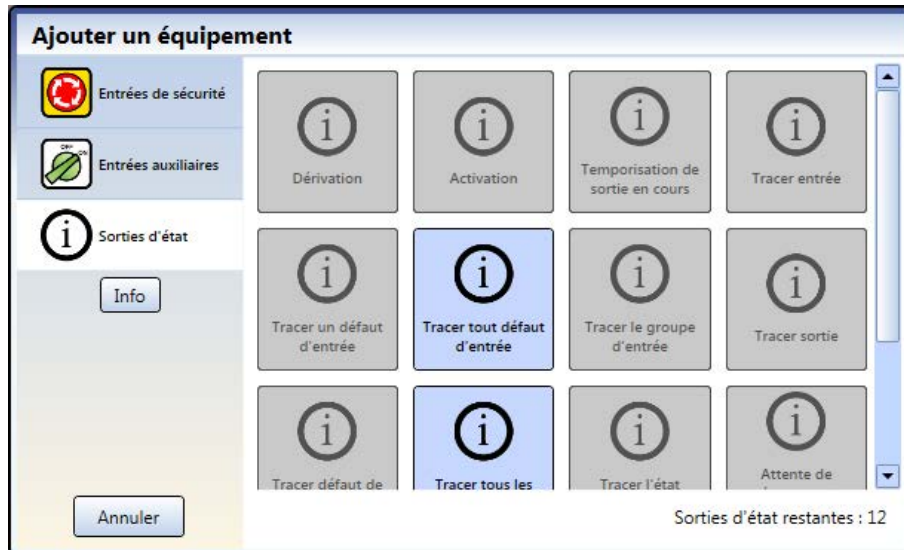 Ajouter un équipement
Entrées de sécurité
OFF
ON
Entrées auxiliaires
Sorties d'état
Info
Annuler
Dérivation
Activation
Temporisation de
sortie en cours
Tracer entrée
Tracer un défaut
d'entrée
Tracer tout défaut
d'entrée
Tracer le groupe
d'entrée
Tracer sortie
Tracer défaut de
Tracer tous les
Tracer l'état
Attente de
Sorties d'état restantes : 12